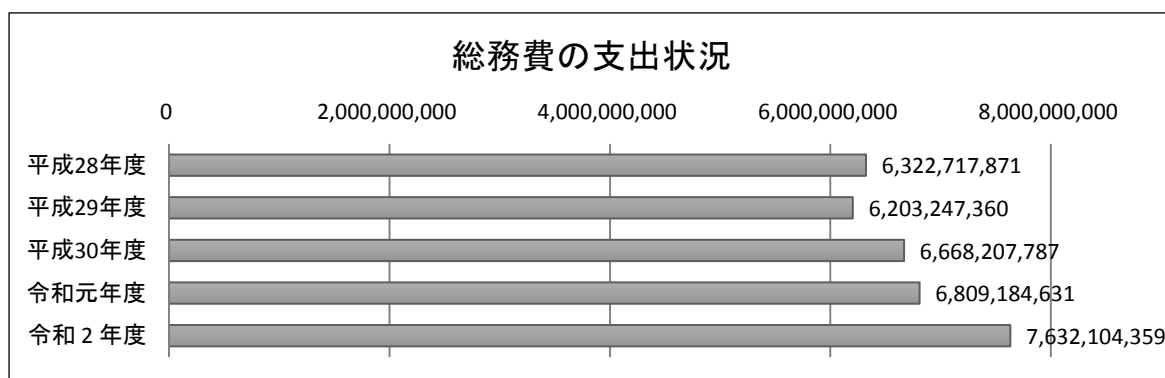 総務費の支出状況
0 2,000,000,000 4,000,000,000 6,000,000,000 8,000,000,000
平成28年度 6,322,717,871
平成29年度 6,203,247,360
平成30年度 6,668,207,787
令和元年度 6,809,184,631
令和２年度 7,632,104,359